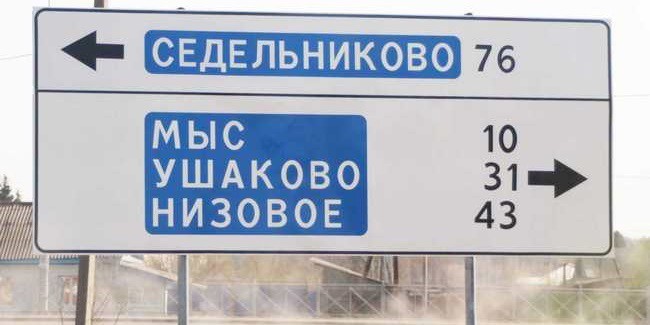 СЕДЕЛЬНИКОВО 76
МЫС 10
УШАКОВО 31
НИЗОВОЕ 43